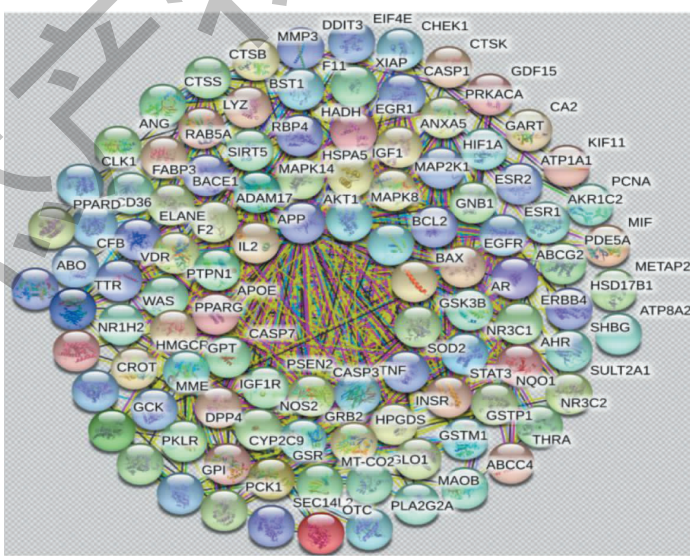 EIF4E
DDIT3
CHEK1
MMP3
CTSK
CTSB
F11
XIAP
CASP1
GDF15
CTSS
BST1
PRKACA
LYZ
EGR1
CA2
ANG
HADH
RBP4
ANXA5
GART
RAB5A
KIF11
CLK1
SIRT5
HSPA5
IGF1
HIF1A
ATP1A1
FABP3
MAPK14
MAP2K1
BACE1
ESR2
PCNA
PPARD
CD36
ADAM17
AKT1
MAPK8
GNB1
AKR1C2
ELANE
APP
BCL2
ESR1
MIF
F2
CFB
IL2
EGFR
PDE5A
VDR
BAX
ABCG2
METAP2
ABO
PTPN1
TTR
APOE
AR
HSD17B1
WAS
PPARG
GSK3B
ERBB4
ATP8A2
NR1H2
CASP7
NR3C1
SHBG
HMGCR
GPT
SOD2
AHR
CROT
PSEN2
CASP3
TNF
STAT3
SULT2A1
MME
IGF1R
NQO1
GCK
NOS2
INSR
NR3C2
DPP4
GRB2
HPGDS
GSTP1
PKLR
CYP2C9
GSTM1
THRA
GSR
GPI
MT-CO2
GLO1
ABCC4
PCK1
MAOB
SEC14L2
OTC
PLA2G2A